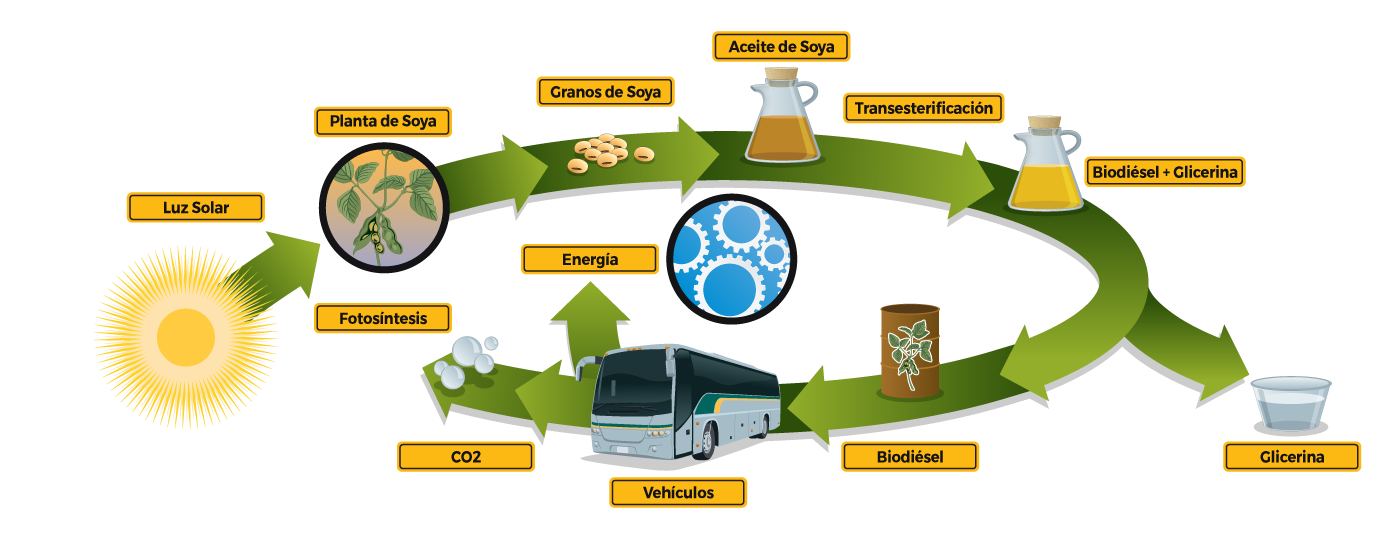 Luz Solar
Planta de Soya
Granos de Soya
Aceite de Soya
Transesterificación
Biodiésel + Glicerina
Energía
Fotosíntesis
CO2
Vehículos
Biodiésel
Glicerina